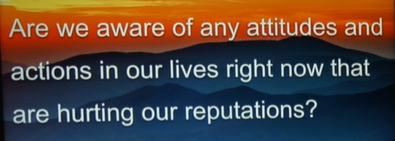 Are we aware of any attitudes and
actions in our lives right now that
are hurting our reputations?